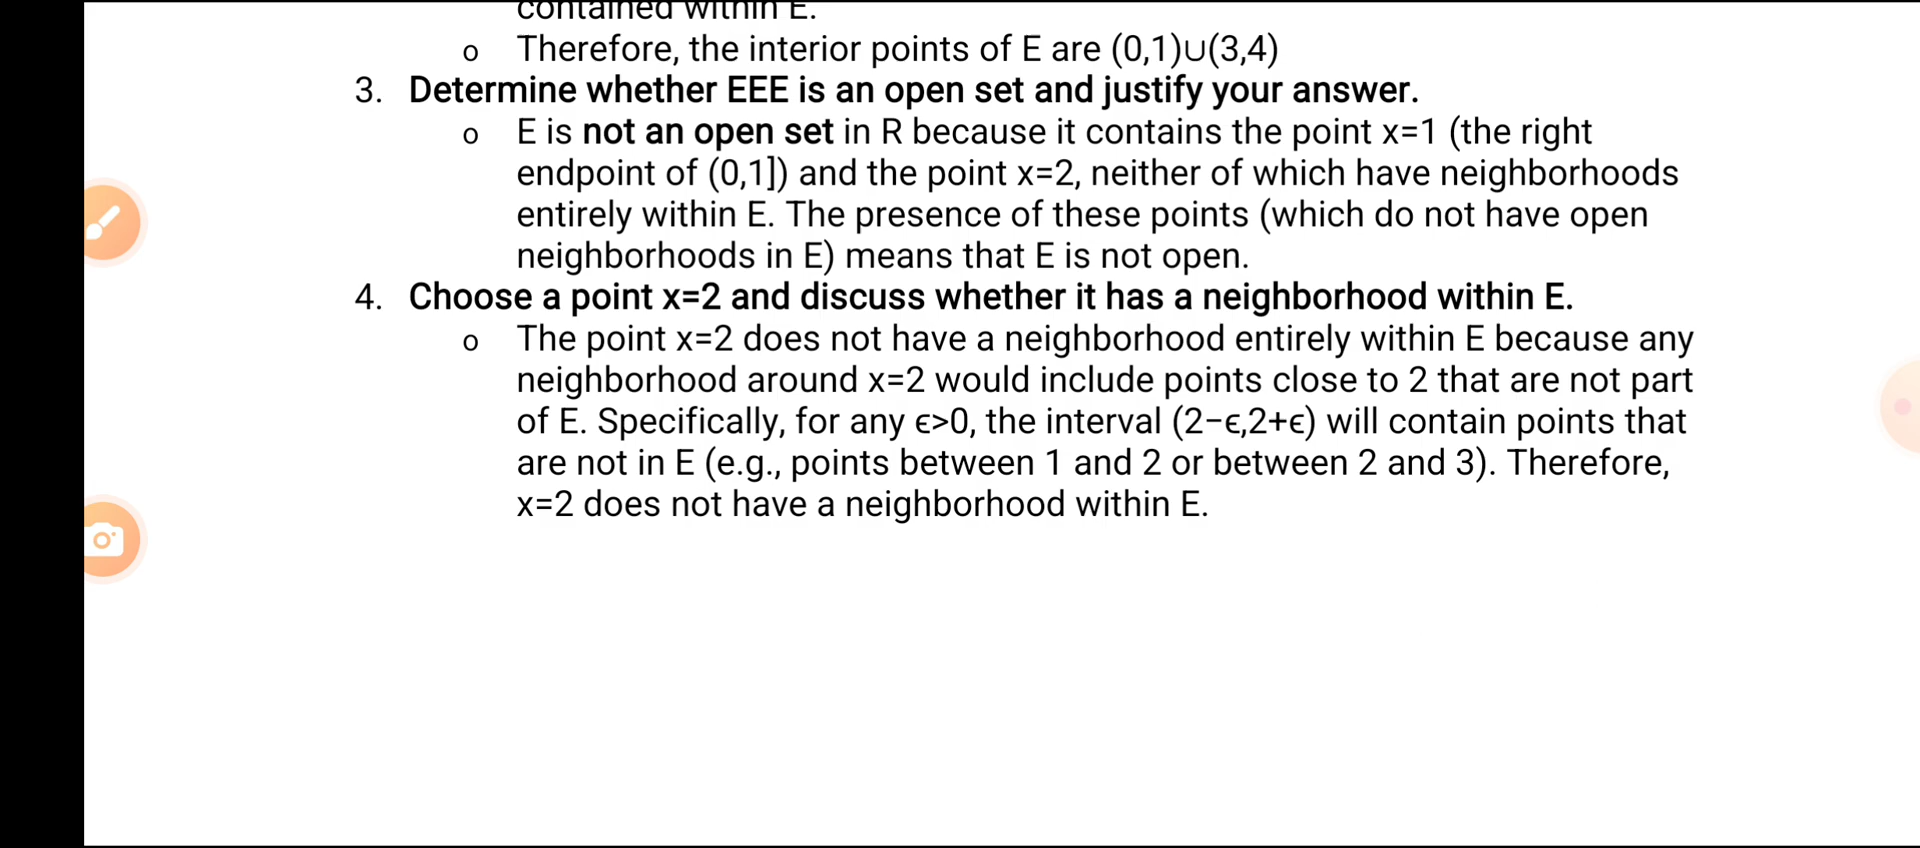 contained within E.
o Therefore, the interior points of E are (0,1)∪(3,4)
3. Determine whether EEE is an open set and justify your answer.
o E is not an open set in R because it contains the point x=1 (the right
endpoint of (0,1]) and the point x=2, neither of which have neighborhoods
entirely within E. The presence of these points (which do not have open
neighborhoods in E) means that E is not open.
4. Choose a point x=2 and discuss whether it has a neighborhood within E.
o The point x=2 does not have a neighborhood entirely within E because any
neighborhood around x=2 would include points close to 2 that are not part
of E. Specifically, for any ϵ>0, the interval (2−ϵ,2+ϵ) will contain points that
are not in E (e.g., points between 1 and 2 or between 2 and 3). Therefore,
x=2 does not have a neighborhood within E.